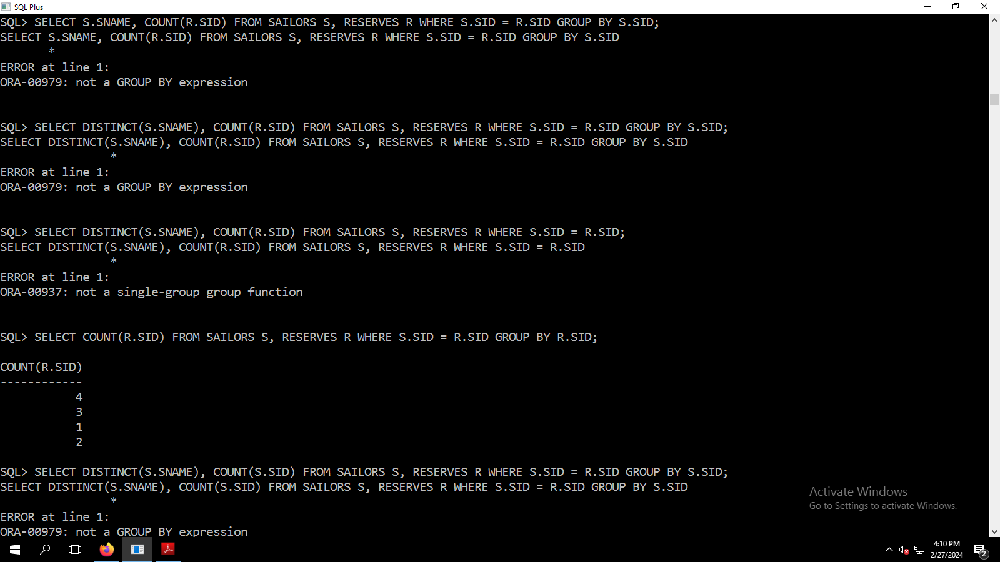 SQL Plus
SQL> SELECT S.SNAME, COUNT(R.SID) FROM SAILORS S, RESERVES R WHERE S.SID = R.SID GROUP BY S.SID;
SELECT S.SNAME, COUNT(R.SID) FROM SAILORS S, RESERVES R WHERE S.SID = R.SID GROUP BY S.SID
*
ERROR at line 1:
ORA-00979: not a GROUP BY expression
SQL> SELECT DISTINCT(S.SNAME), COUNT(R.SID) FROM SAILORS S, RESERVES R WHERE S.SID = R.SID GROUP BY S.SID;
SELECT DISTINCT(S.SNAME), COUNT(R.SID) FROM SAILORS S, RESERVES R WHERE S.SID = R.SID GROUP BY S.SID
*
ERROR at line 1:
ORA-00979: not a GROUP BY expression
SQL> SELECT DISTINCT(S.SNAME), COUNT(R.SID) FROM SAILORS S, RESERVES R WHERE S.SID = R.SID;
SELECT DISTINCT(S.SNAME), COUNT(R.SID) FROM SAILORS S, RESERVES R WHERE S.SID = R.SID
*
ERROR at line 1:
ORA-00937: not a single-group group function
SQL> SELECT COUNT(R.SID) FROM SAILORS S, RESERVES R WHERE S.SID = R.SID GROUP BY R.SID;
COUNT(R.SID)
------------
4
3
1
2
SQL> SELECT DISTINCT(S.SNAME), COUNT(S.SID) FROM SAILORS S, RESERVES R WHERE S.SID = R.SID GROUP BY S.SID;
SELECT DISTINCT(S.SNAME), COUNT(S.SID) FROM SAILORS S, RESERVES R WHERE S.SID = R.SID GROUP BY S.SID
*
ERROR at line 1:
ORA-00979: not a GROUP BY expression
Activate Windows
Go to Settings to activate Windows.
4:10 PM
2/27/2024
2